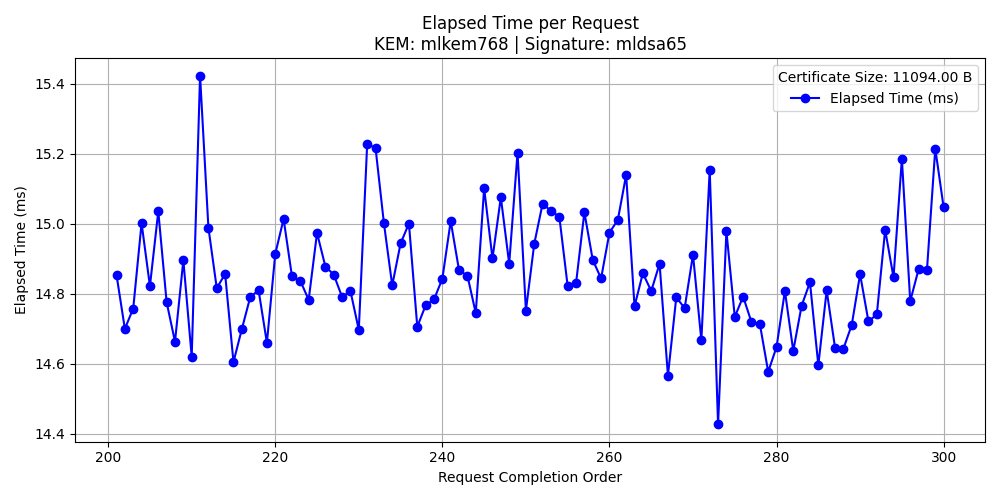 Elapsed Time per Request
KEM: mlkem768 | Signature: mldsa65
Certificate Size: 11094.00 B
Elapsed Time (ms)
Elapsed Time (ms)
15.4
15.2
15.0
14.8
14.6
14.4
200 220 240 260 280 300
Request Completion Order